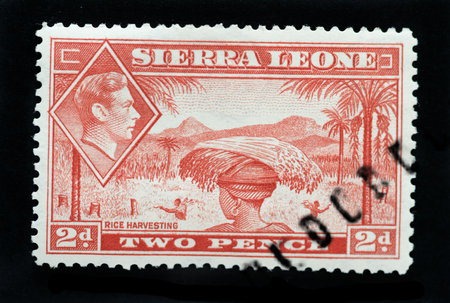 SIERRA LEONE
RICE HARVESTING
2d. TWO PENCE 2d.